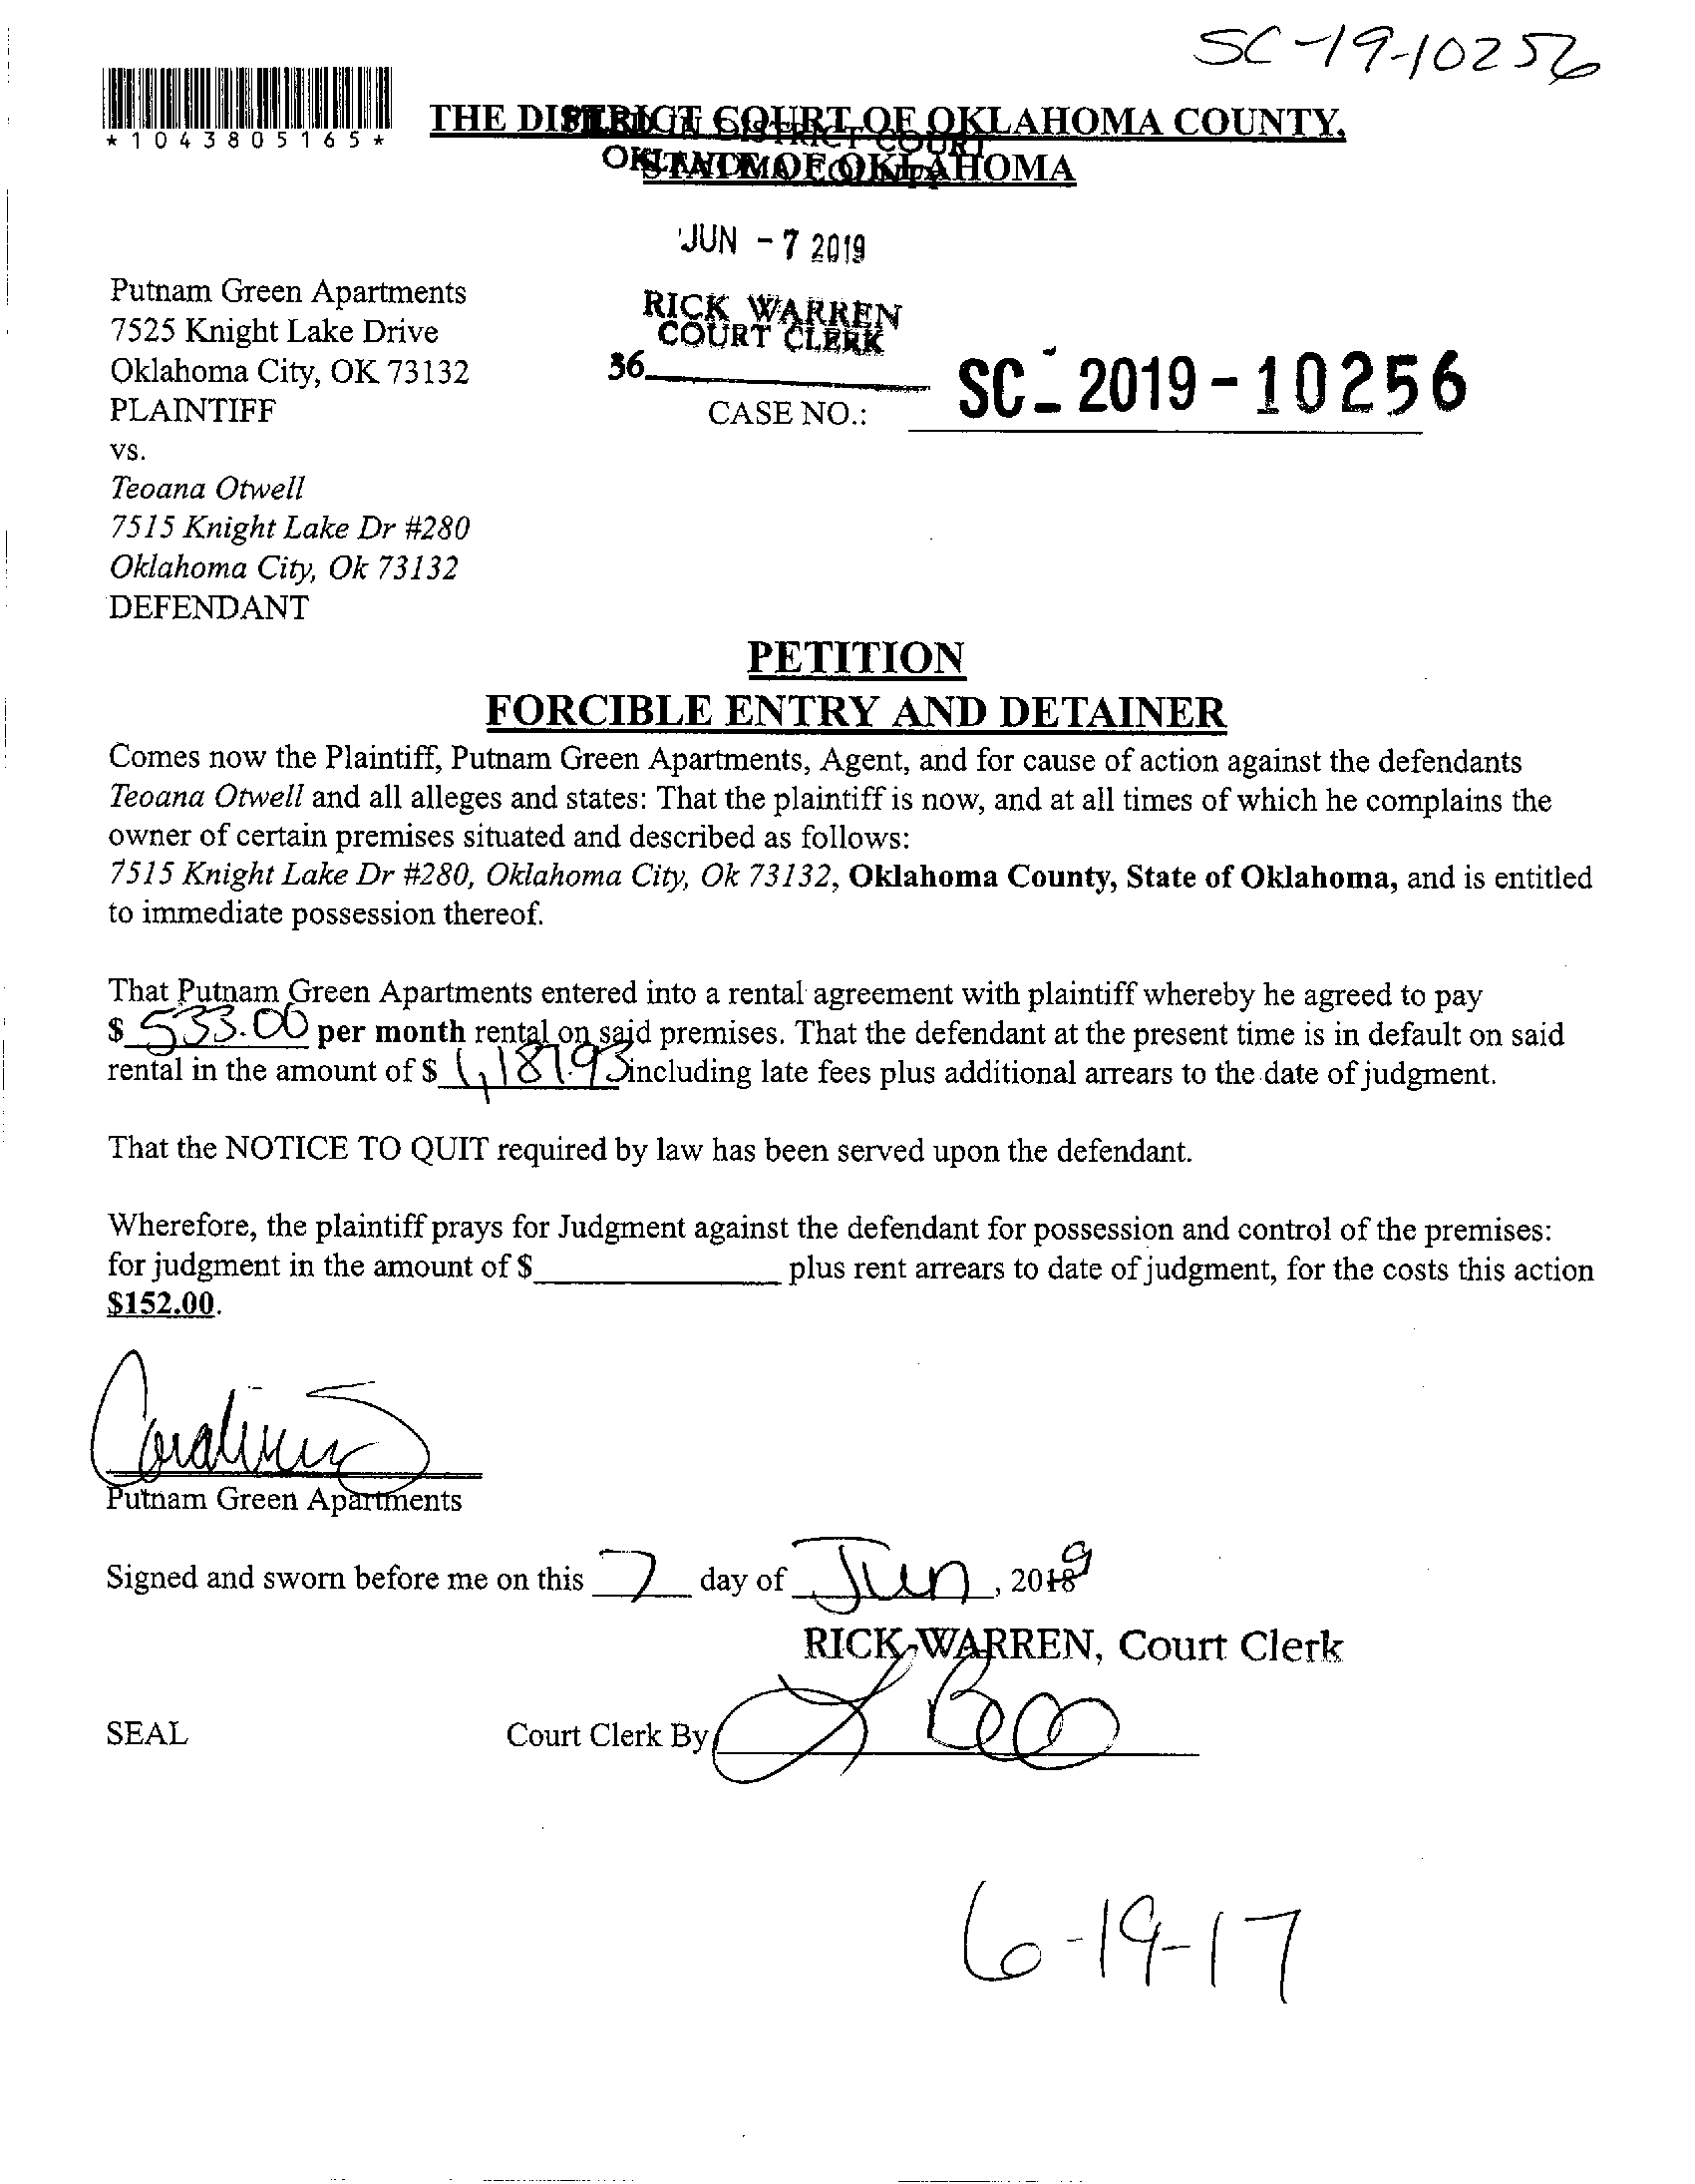 SC-19-10256
*1043805165*
THE DISTRICT COURT OF OKLAHOMA COUNTY,
STATE OF OKLAHOMA
FILED IN DISTRICT COURT
OKLAHOMA COUNTY
JUN - 7 2019
RICK WARREN
COURT CLERK
36
Putnam Green Apartments
7525 Knight Lake Drive
Oklahoma City, OK 73132
PLAINTIFF
CASE NO.: SC-2019-10256
vs.
Teoana Otwell
7515 Knight Lake Dr #280
Oklahoma City, Ok 73132
DEFENDANT
PETITION
FORCIBLE ENTRY AND DETAINER
Comes now the Plaintiff, Putnam Green Apartments, Agent, and for cause of action against the defendants
Teoana Otwell and all alleges and states: That the plaintiff is now, and at all times of which he complains the
owner of certain premises situated and described as follows:
7515 Knight Lake Dr #280, Oklahoma City, Ok 73132, Oklahoma County, State of Oklahoma, and is entitled
to immediate possession thereof.
That Putnam Green Apartments entered into a rental agreement with plaintiff whereby he agreed to pay
$ 533.00 per month rental on said premises. That the defendant at the present time is in default on said
rental in the amount of $ 1,187.93 including late fees plus additional arrears to the date of judgment.
That the NOTICE TO QUIT required by law has been served upon the defendant.
Wherefore, the plaintiff prays for Judgment against the defendant for possession and control of the premises:
for judgment in the amount of $ plus rent arrears to date of judgment, for the costs this action
$152.00.
Putnam Green Apartments
Signed and sworn before me on this 7 day of Jun, 2019
RICK WARREN, Court Clerk
SEAL Court Clerk By
6-19-17